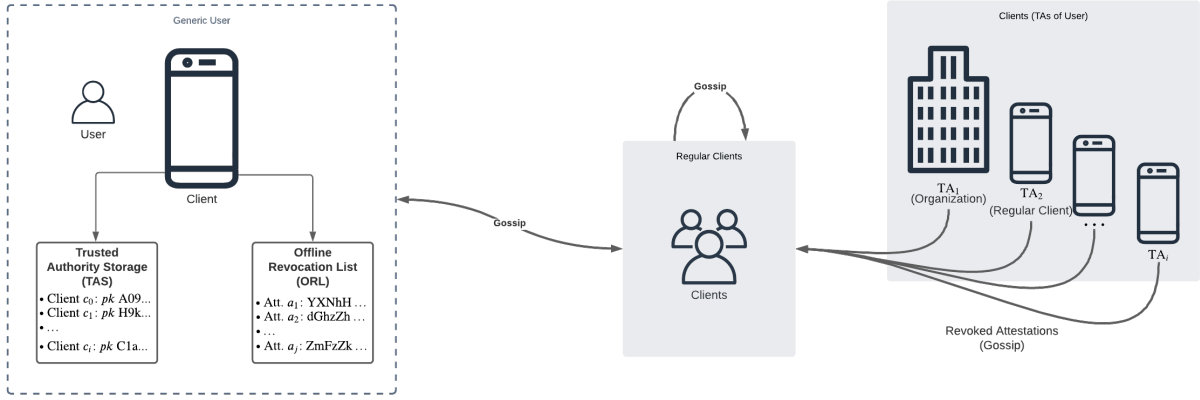 Generic User
User
Client
Trusted
Authority Storage
(TAS)
• Client c₀: pk A09...
• Client c₁: pk H9k...
• ...
• Client cᵢ: pk C1a...
Offline
Revocation List
(ORL)
• Att. a₁: YXNhH ...
• Att. a₂: dGhzZh ...
• ...
• Att. aⱼ: ZmFzZk ...
Gossip
Gossip
Regular Clients
Clients
Clients (TAs of User)
TA₁
(Organization)
TA₂
(Regular Client)
...
TAᵢ
Revoked Attestations
(Gossip)